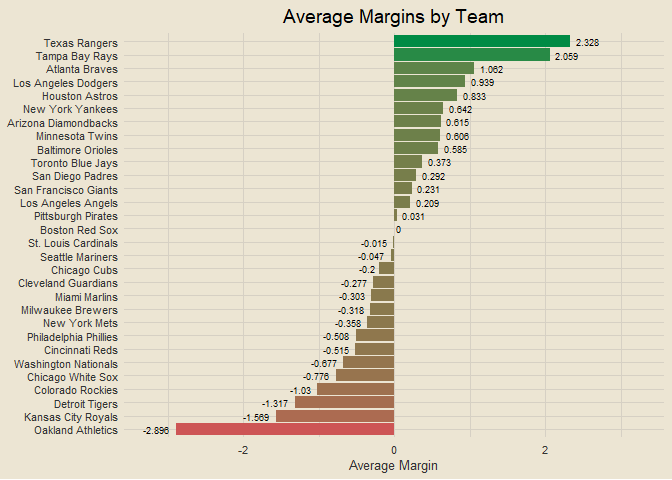 Average Margins by Team
Texas Rangers 2.328
Tampa Bay Rays 2.059
Atlanta Braves 1.062
Los Angeles Dodgers 0.939
Houston Astros 0.833
New York Yankees 0.642
Arizona Diamondbacks 0.615
Minnesota Twins 0.606
Baltimore Orioles 0.585
Toronto Blue Jays 0.373
San Diego Padres 0.292
San Francisco Giants 0.231
Los Angeles Angels 0.209
Pittsburgh Pirates 0.031
Boston Red Sox 0
St. Louis Cardinals -0.015
Seattle Mariners -0.047
Chicago Cubs -0.2
Cleveland Guardians -0.277
Miami Marlins -0.303
Milwaukee Brewers -0.318
New York Mets -0.358
Philadelphia Phillies -0.508
Cincinnati Reds -0.515
Washington Nationals -0.677
Chicago White Sox -0.776
Colorado Rockies -1.03
Detroit Tigers -1.317
Kansas City Royals -1.569
Oakland Athletics -2.896
-2 0 2
Average Margin